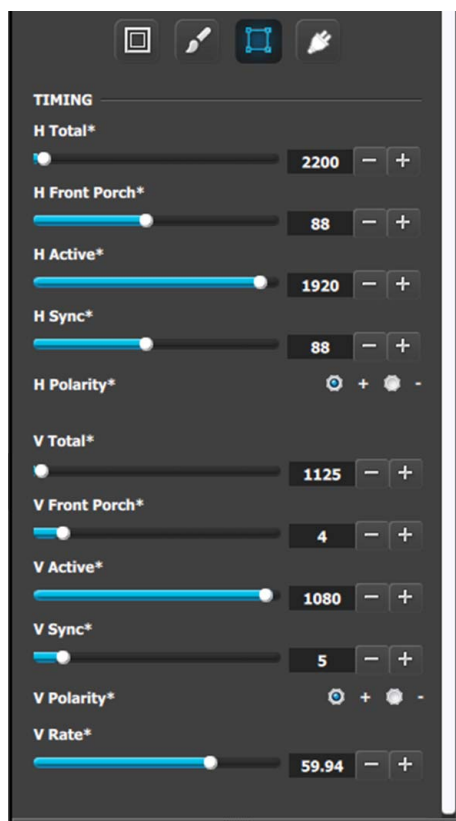 TIMING
H Total*
2200 − +
H Front Porch*
88 − +
H Active*
1920 − +
H Sync*
88 − +
H Polarity* + -
V Total*
1125 − +
V Front Porch*
4 − +
V Active*
1080 − +
V Sync*
5 − +
V Polarity* + -
V Rate*
59.94 − +